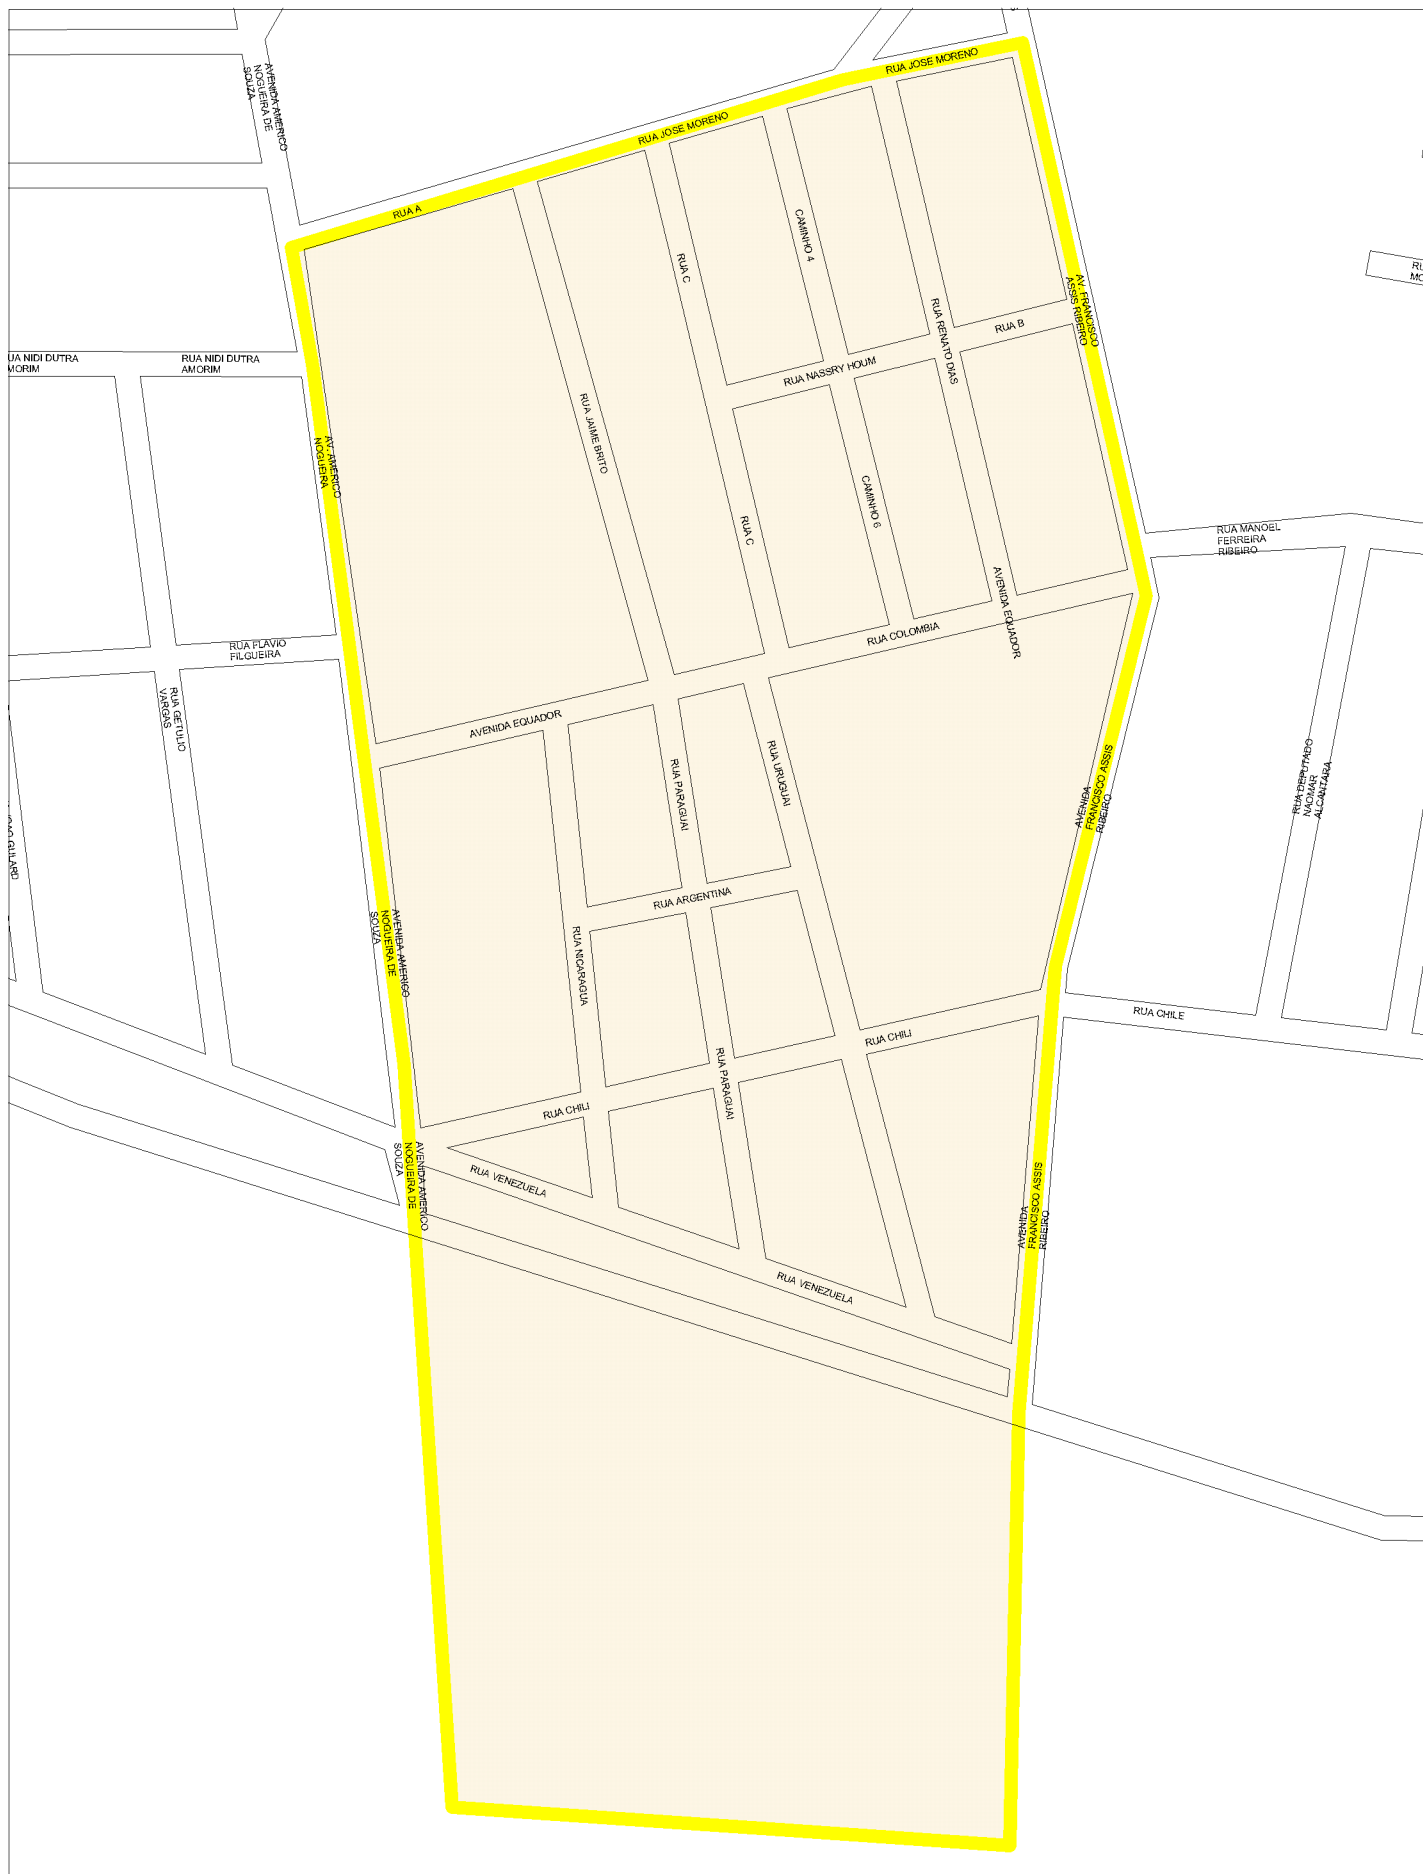 AVENIDA AMERICO
NOGUEIRA DE
SOUZA
RUA JOSE MORENO
RUA JOSE MORENO
RUA A
CAMINHO 4
RUA C
AV. FRANCISCO
ASSIS RIBEIRO
RUA B
RUA RENATO DIAS
RUA NASSRY HOUM
UA NIDI DUTRA
MORIM
RUA NIDI DUTRA
AMORIM
RUA JAIME BRITO
AV. AMERICO
NOGUEIRA
CAMINHO 6
RUA C
RUA MANOEL
FERREIRA
RIBEIRO
AVENIDA EQUADOR
RUA COLOMBIA
RUA FLAVIO
FILGUEIRA
RUA GETULIO
VARGAS
AVENIDA EQUADOR
RUA PARAGUAI
RUA URUGUAI
RUA DEPUTADO
NAOMAR
ALCANTARA
AVENIDA
FRANCISCO ASSIS
RIBEIRO
RUA ARGENTINA
AVENIDA AMERICO
NOGUEIRA DE
SOUZA
RUA NICARAGUA
RUA CHILE
RUA CHILI
RUA PARAGUAI
RUA CHILI
AVENIDA AMERICO
NOGUEIRA DE
SOUZA
RUA VENEZUELA
AVENIDA
FRANCISCO ASSIS
RIBEIRO
RUA VENEZUELA